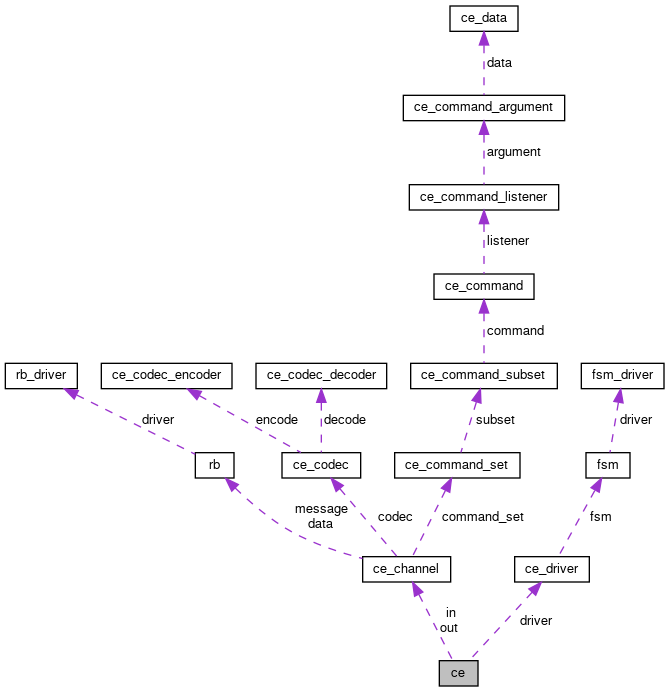 ce_data
data
ce_command_argument
argument
ce_command_listener
listener
ce_command
command
rb_driver
ce_codec_encoder
ce_codec_decoder
ce_command_subset
fsm_driver
driver
encode
decode
subset
driver
rb
ce_codec
ce_command_set
fsm
message
data
codec
command_set
fsm
ce_channel
ce_driver
in
out
driver
ce